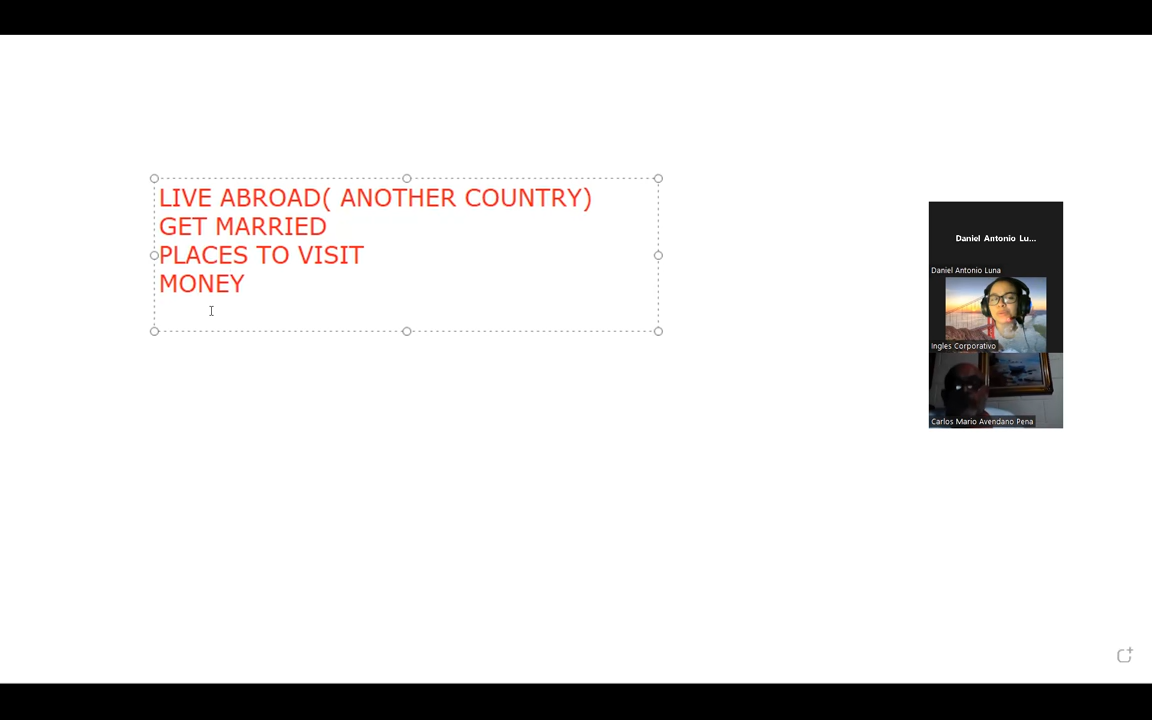 LIVE ABROAD( ANOTHER COUNTRY)
GET MARRIED
PLACES TO VISIT
MONEY
Daniel Antonio Lu...
Daniel Antonio Luna
Ingles Corporativo
Carlos Mario Avendano Pena